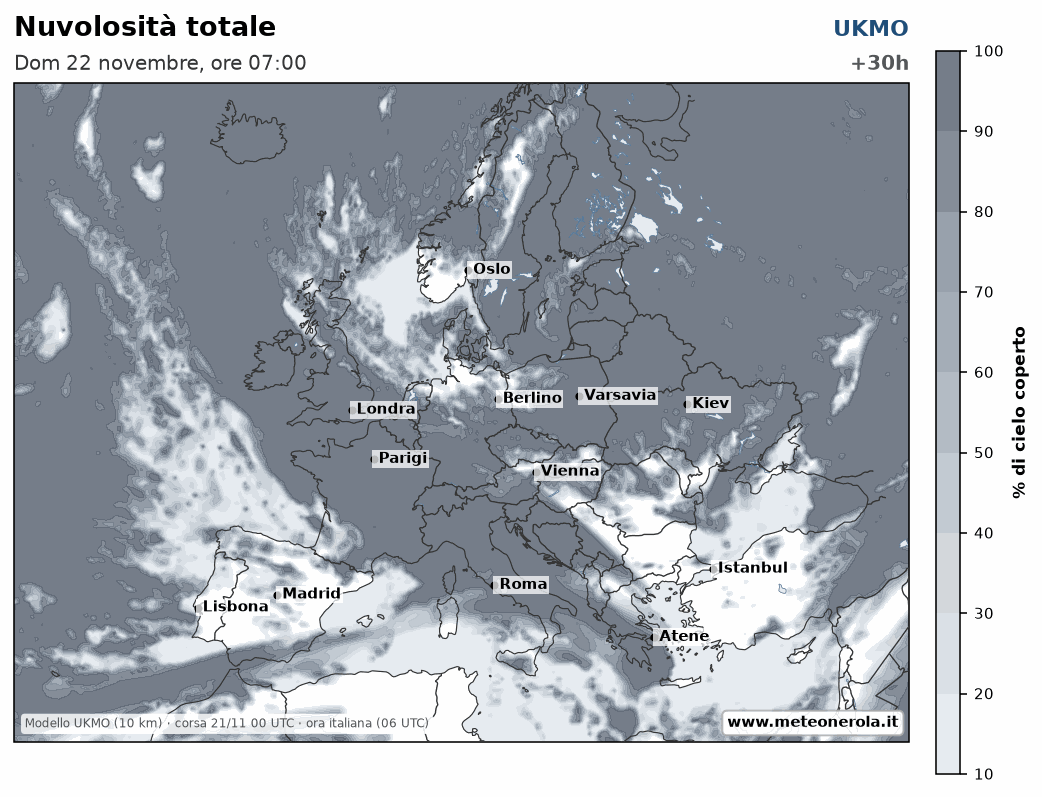 Nuvolosità totale
UKMO
Dom 22 novembre, ore 07:00
+30h
100
90
80
70
60
50
40
30
20
10
% di cielo coperto
Oslo
Berlino
Varsavia
Kiev
Londra
Parigi
Vienna
Istanbul
Roma
Madrid
Lisbona
Atene
Modello UKMO (10 km) · corsa 21/11 00 UTC · ora italiana (06 UTC)
www.meteonerola.it